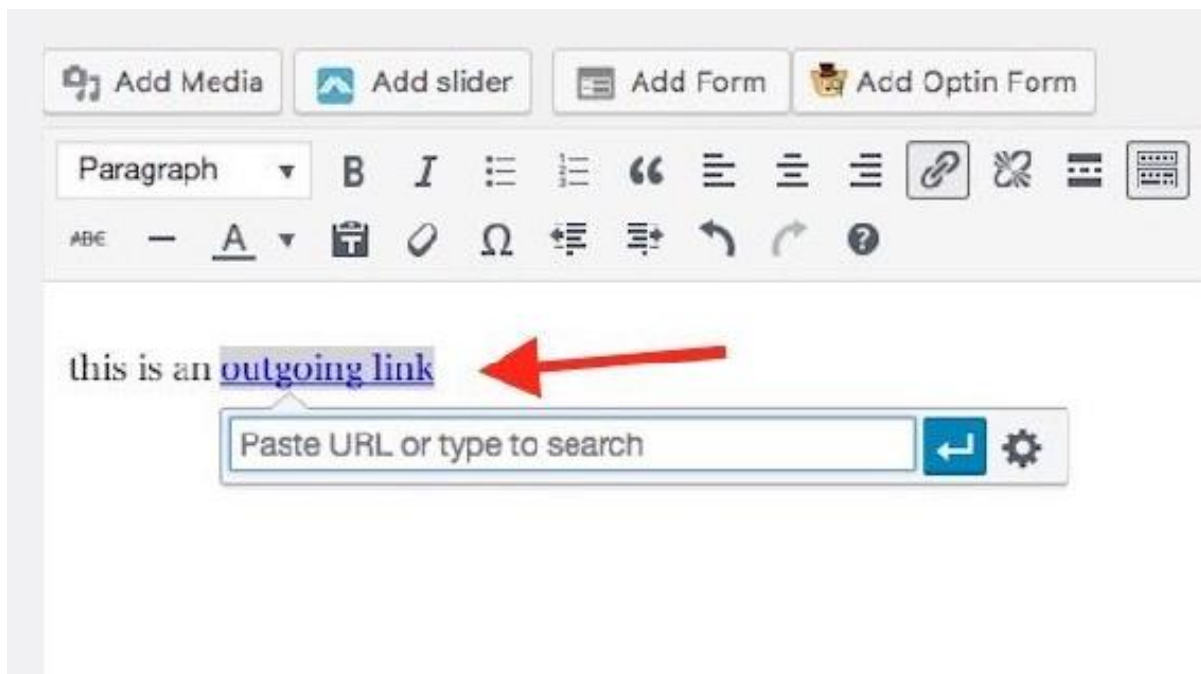 Add Media Add slider Add Form Add Optin Form
Paragraph B I
ABE A T Ω ?
this is an outgoing link
Paste URL or type to search